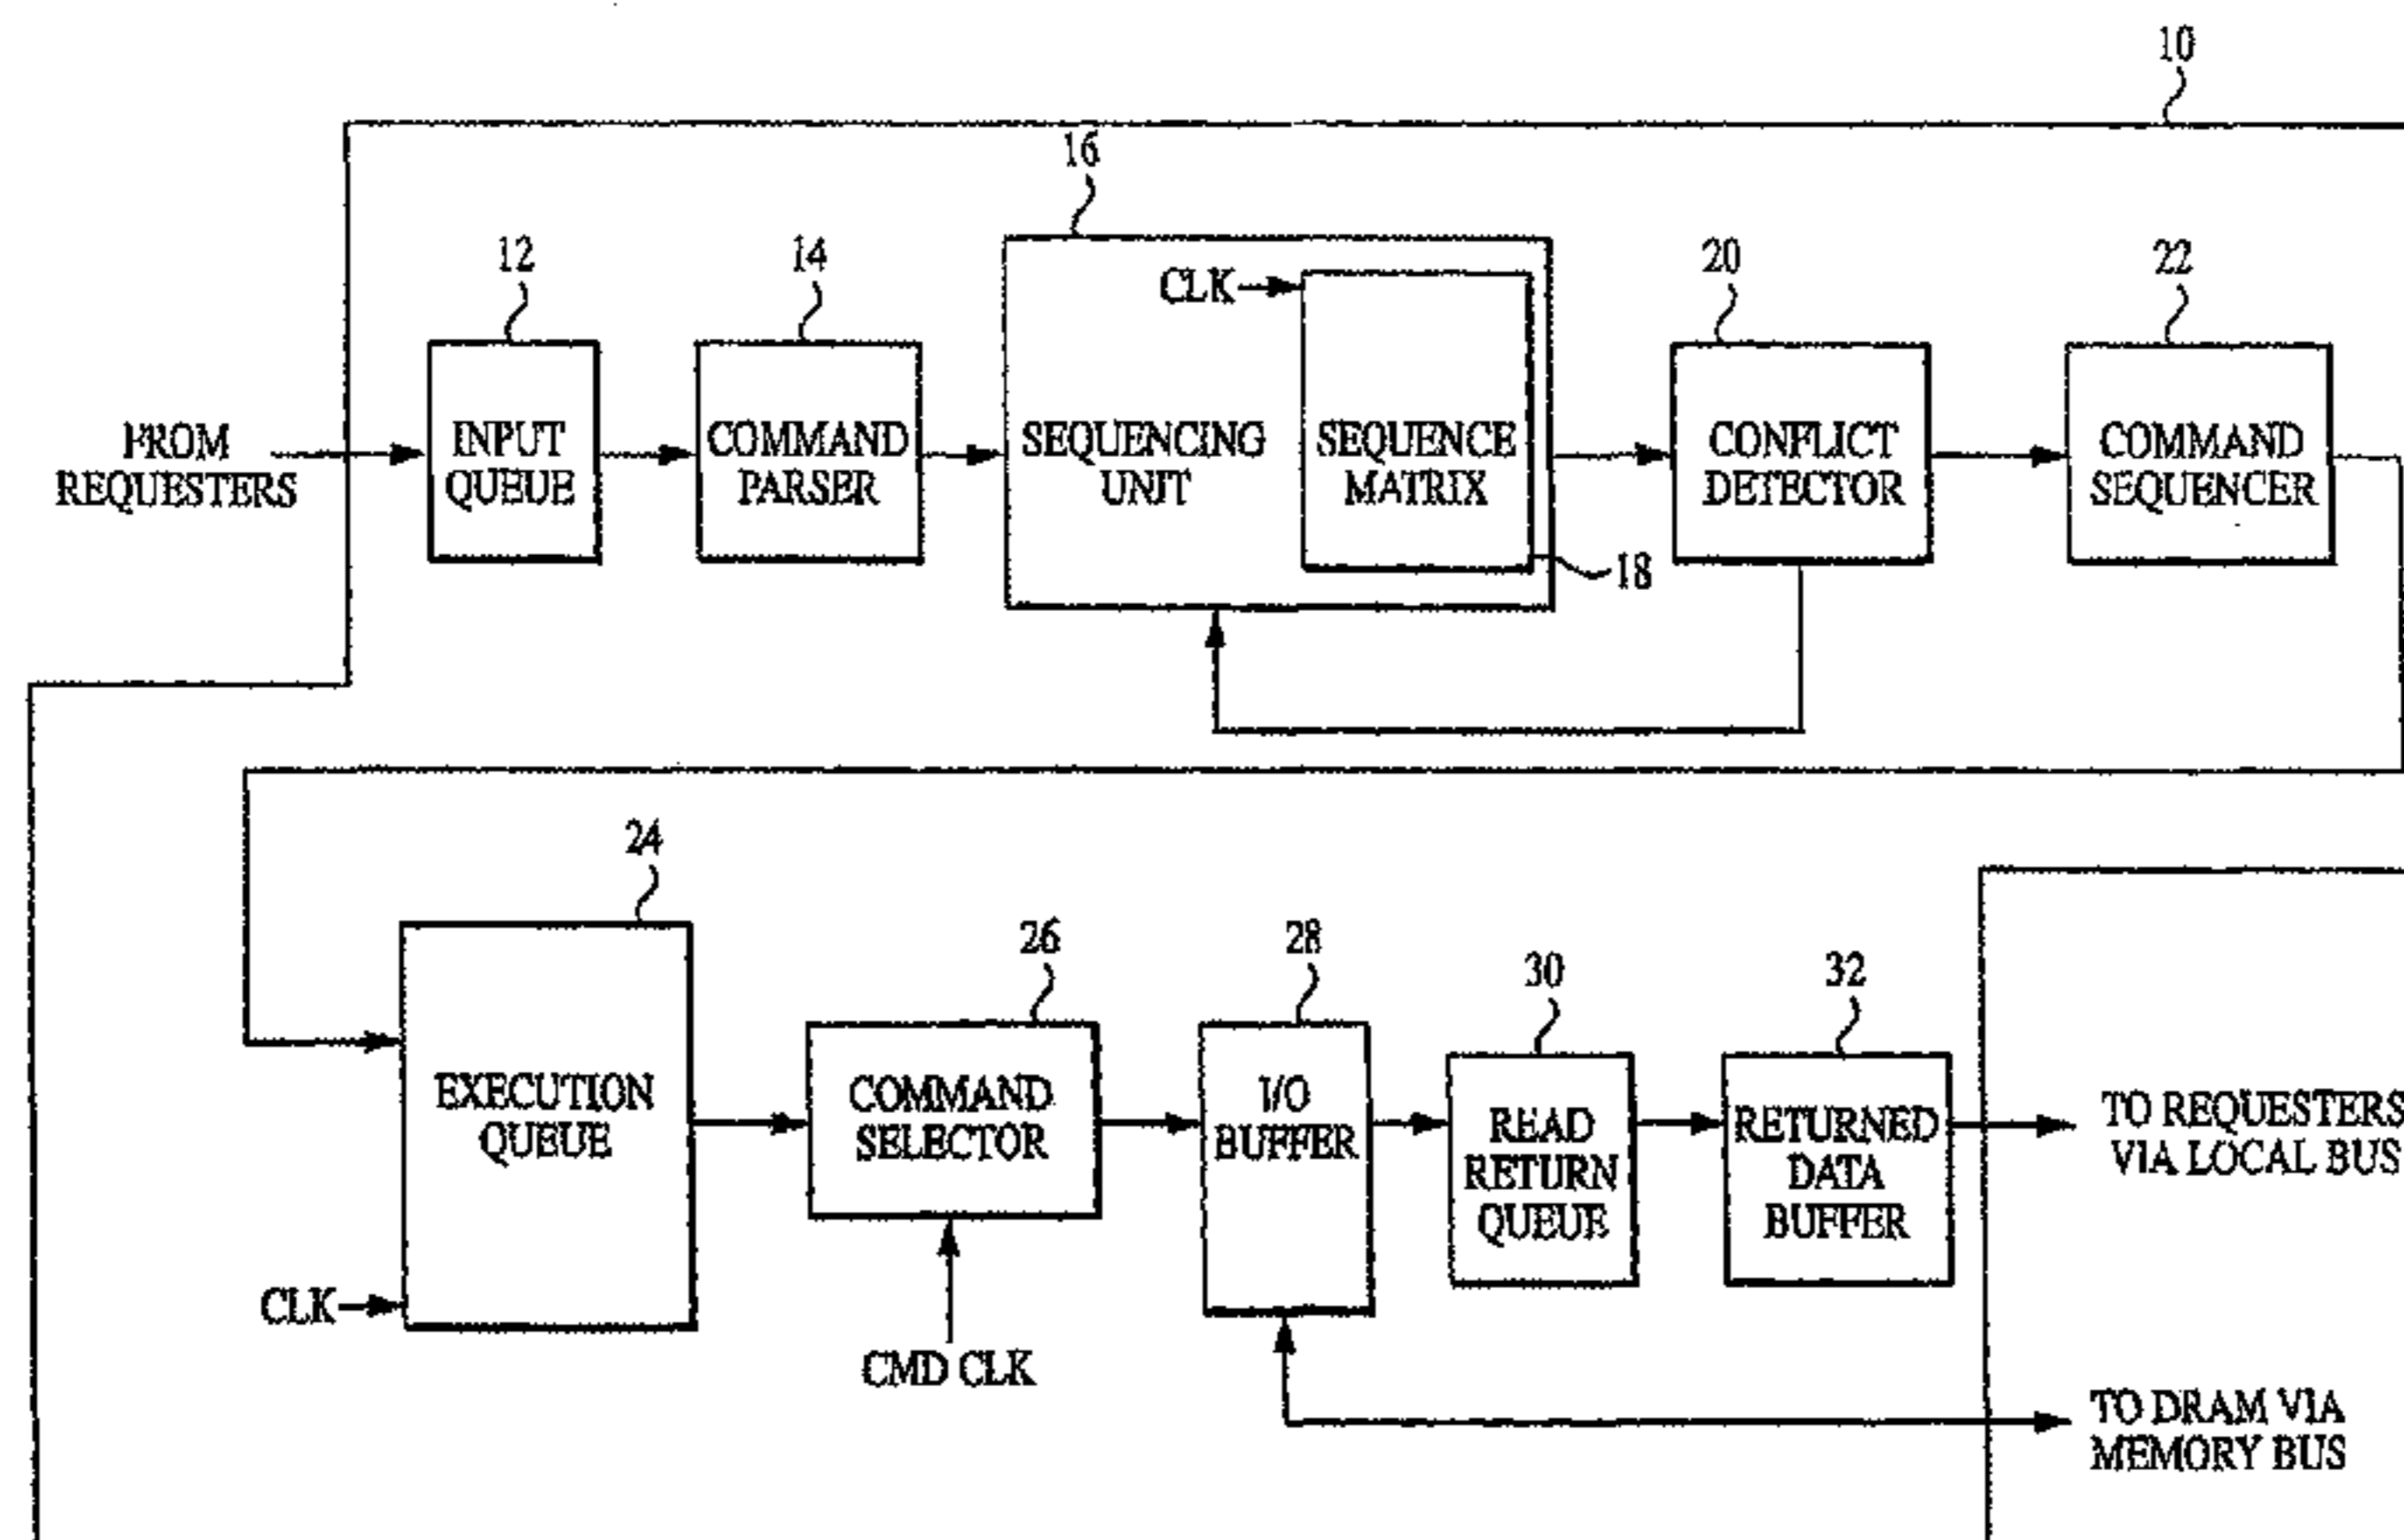 10
16
12
14
CLK
20
22
FROM
REQUESTERS
INPUT
QUEUE
COMMAND
PARSER
SEQUENCING
UNIT
SEQUENCE
MATRIX
CONFLICT
DETECTOR
COMMAND
SEQUENCER
18
24
26
28
30
32
EXECUTION
QUEUE
COMMAND
SELECTOR
I/O
BUFFER
READ
RETURN
QUEUE
RETURNED
DATA
BUFFER
TO REQUESTERS
VIA LOCAL BUS
CLK
CMD CLK
TO DRAM VIA
MEMORY BUS